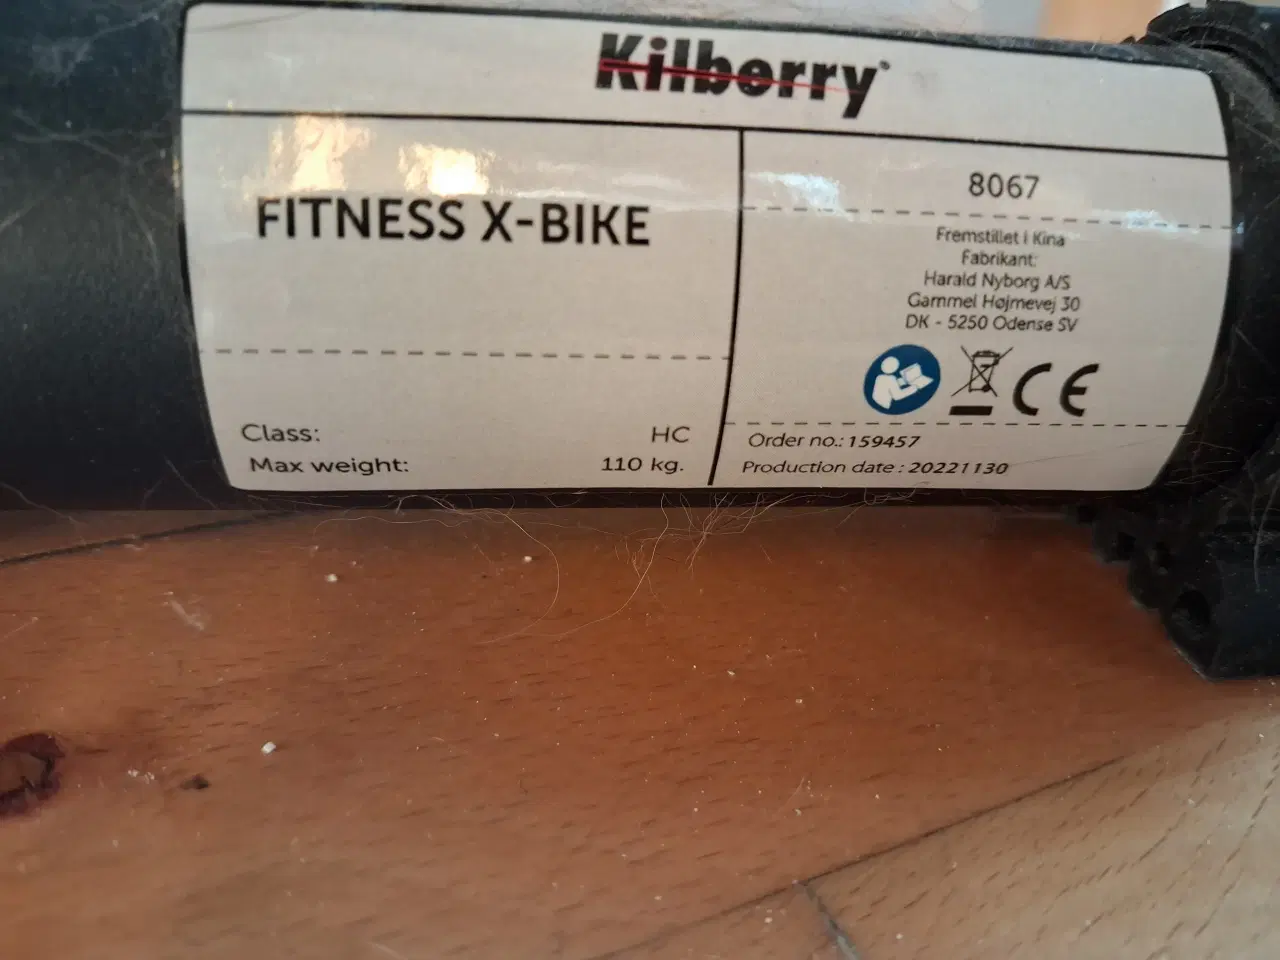 Kilberry®
FITNESS X-BIKE
Class: HC
Max weight: 110 kg.
8067
Fremstillet i Kina
Fabrikant:
Harald Nyborg A/S
Gammel Højmevej 30
DK - 5250 Odense SV
CE
Order no.: 159457
Production date : 20221130